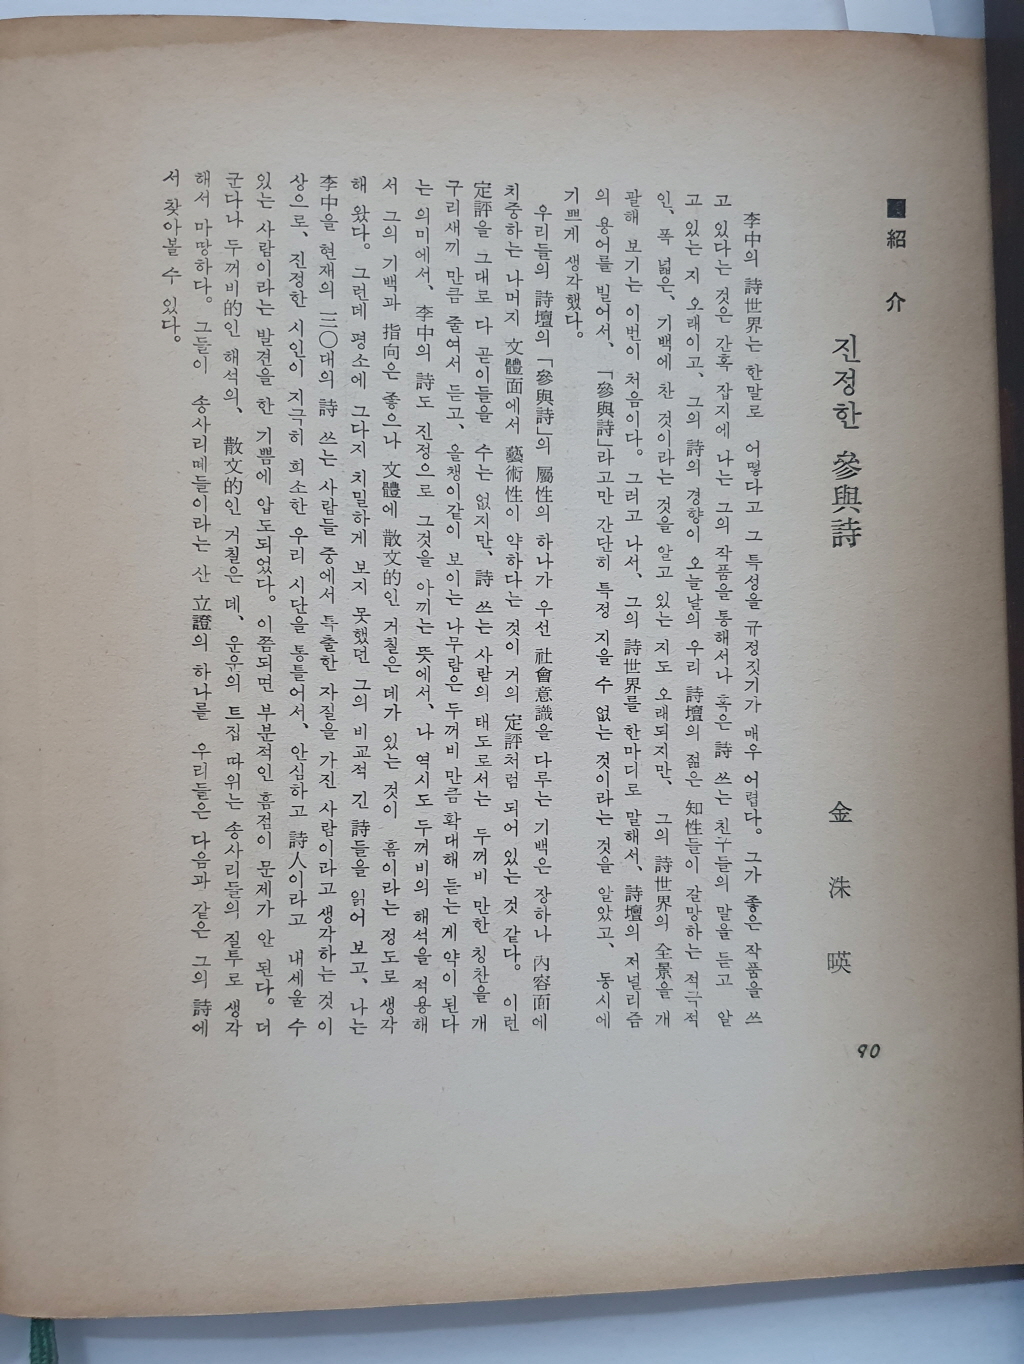 ■紹介
진정한 參與詩
金洙暎
李中의 詩世界는 한말로 어떻다고 그 특성을 규정짓기가 매우 어렵다。 그가 좋은 작품을 쓰
고 있다는 것은 간혹 잡지에 나는 그의 작품을 통해서나 혹은 詩 쓰는 친구들의 말을 듣고 알
고 있는 지 오래이고、 그의 詩의 경향이 오늘날의 우리 詩壇의 젊은 知性들이 갈망하는 적극적
인、 폭 넓은、 기백에 찬 것이라는 것을 알고 있는 지도 오래되지만、 그의 詩世界의 全景을 개
괄해 보기는 이번이 처음이다。 그러고 나서、 그의 詩世界를 한마디로 말해서、 詩壇의 저널리즘
의 용어를 빌어서、 「參與詩」라고만 간단히 특정 지을 수 없는 것이라는 것을 알았고、 동시에
기쁘게 생각했다。
우리들의 詩壇의 「參與詩」의 屬性의 하나가 우선 社會意識을 다루는 기백은 장하나 內容面에
치중하는 나머지 文體面에서 藝術性이 약하다는 것이 거의 定評처럼 되어 있는 것 같다。 이런
定評을 그대로 다 곧이들을 수는 없지만、 詩 쓰는 사람의 태도로서는 두꺼비 만한 칭찬을 개
구리새끼 만큼 줄여서 듣고、 올챙이같이 보이는 나무람은 두꺼비 만큼 확대해 듣는 게 약이 된다
는 의미에서、 李中의 詩도 진정으로 그것을 아끼는 뜻에서、 나 역시도 두꺼비의 해석을 적용해
서 그의 기백과 指向은 좋으나 文體에 散文的인 거칠은 데가 있는 것이 흠이라는 정도로 생각
해 왔다。 그런데 평소에 그다지 치밀하게 보지 못했던 그의 비교적 긴 詩들을 읽어 보고、 나는
李中을 현재의 三〇대의 詩 쓰는 사람들 중에서 특출한 자질을 가진 사람이라고 생각하는 것이
상으로、 진정한 시인이 지극히 희소한 우리 시단을 통틀어서、 안심하고 詩人이라고 내세울 수
있는 사람이라는 발견을 한 기쁨에 압도되었다。 이쯤되면 부분적인 흠점이 문제가 안 된다。 더
군다나 두꺼비的인 해석의、 散文的인 거칠은 데、 운운의 트집 따위는 송사리들의 질투로 생각
해서 마땅하다。 그들이 송사리떼들이라는 산 立證의 하나를 우리들은 다음과 같은 그의 詩에
서 찾아볼 수 있다。
90